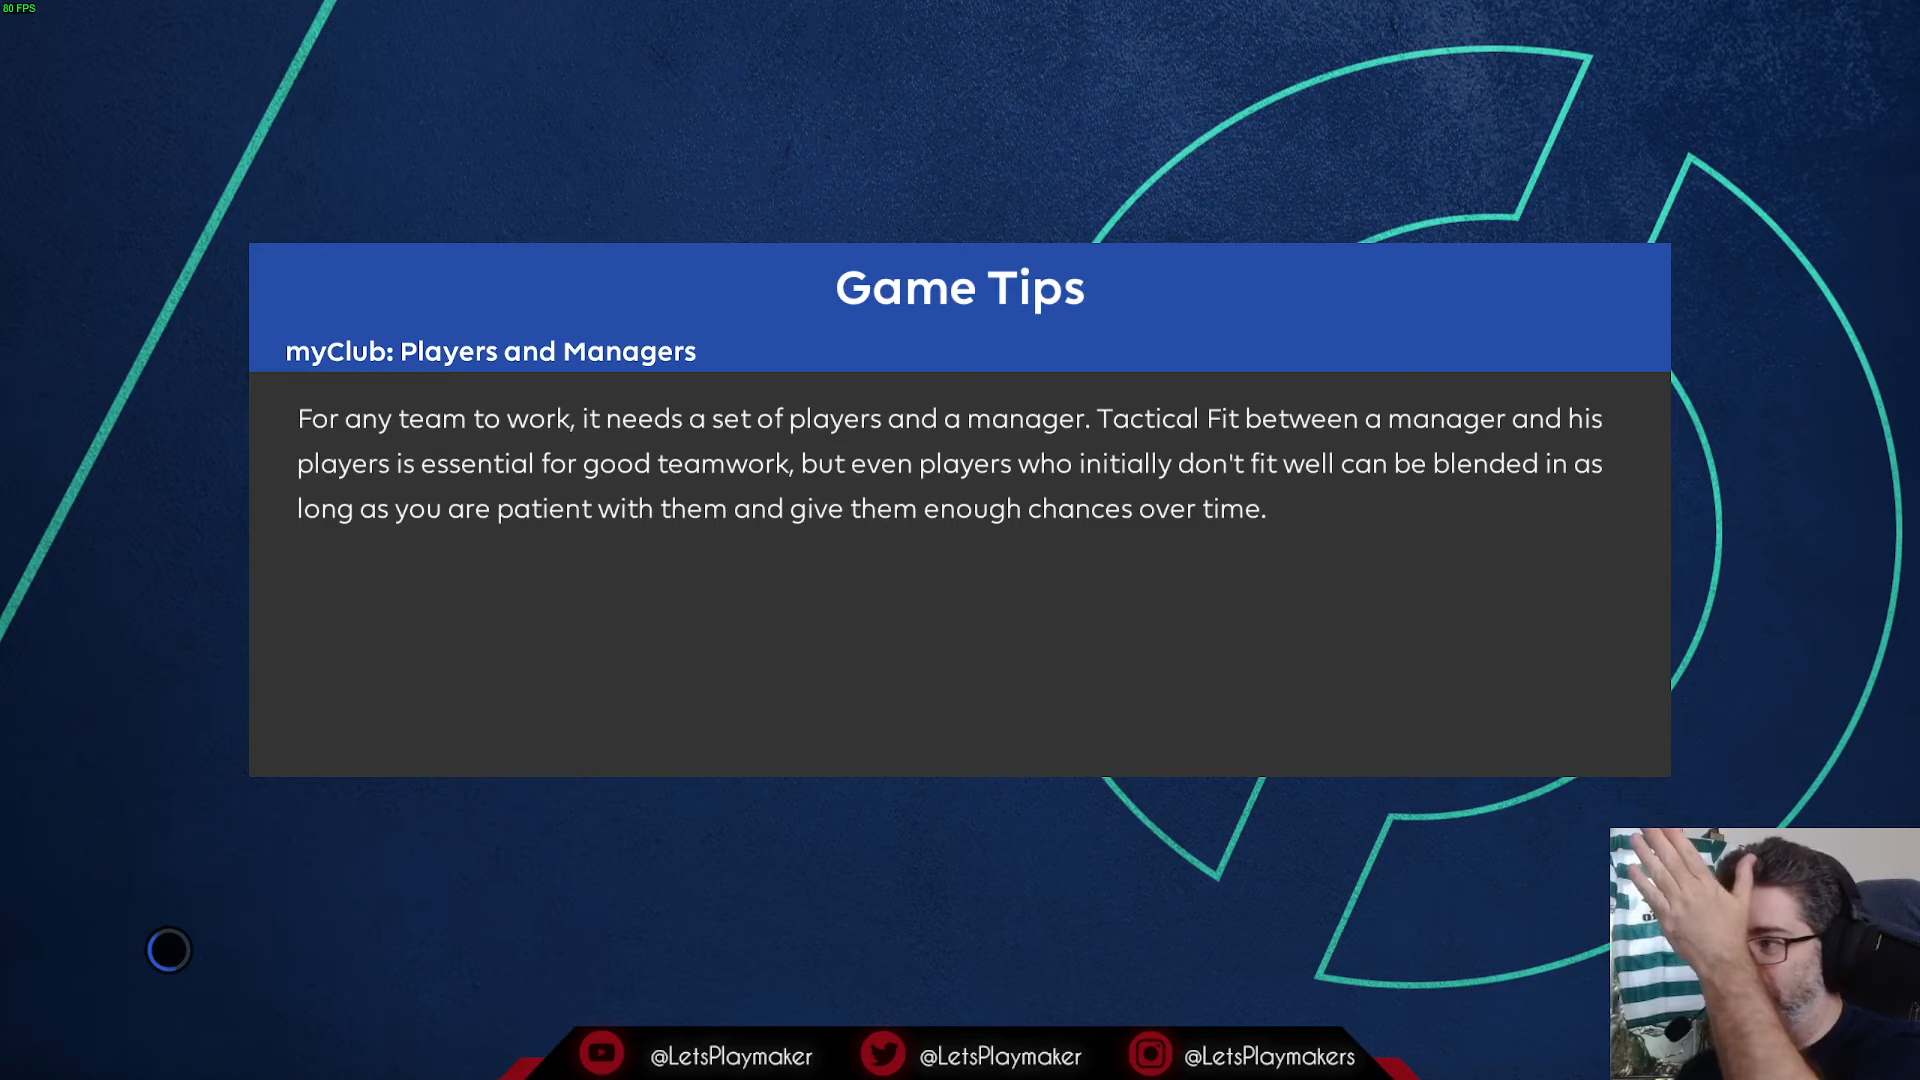 80 FPS
Game Tips
myClub: Players and Managers
For any team to work, it needs a set of players and a manager. Tactical Fit between a manager and his
players is essential for good teamwork, but even players who initially don't fit well can be blended in as
long as you are patient with them and give them enough chances over time.
@LetsPlaymaker @LetsPlaymaker @LetsPlaymakers